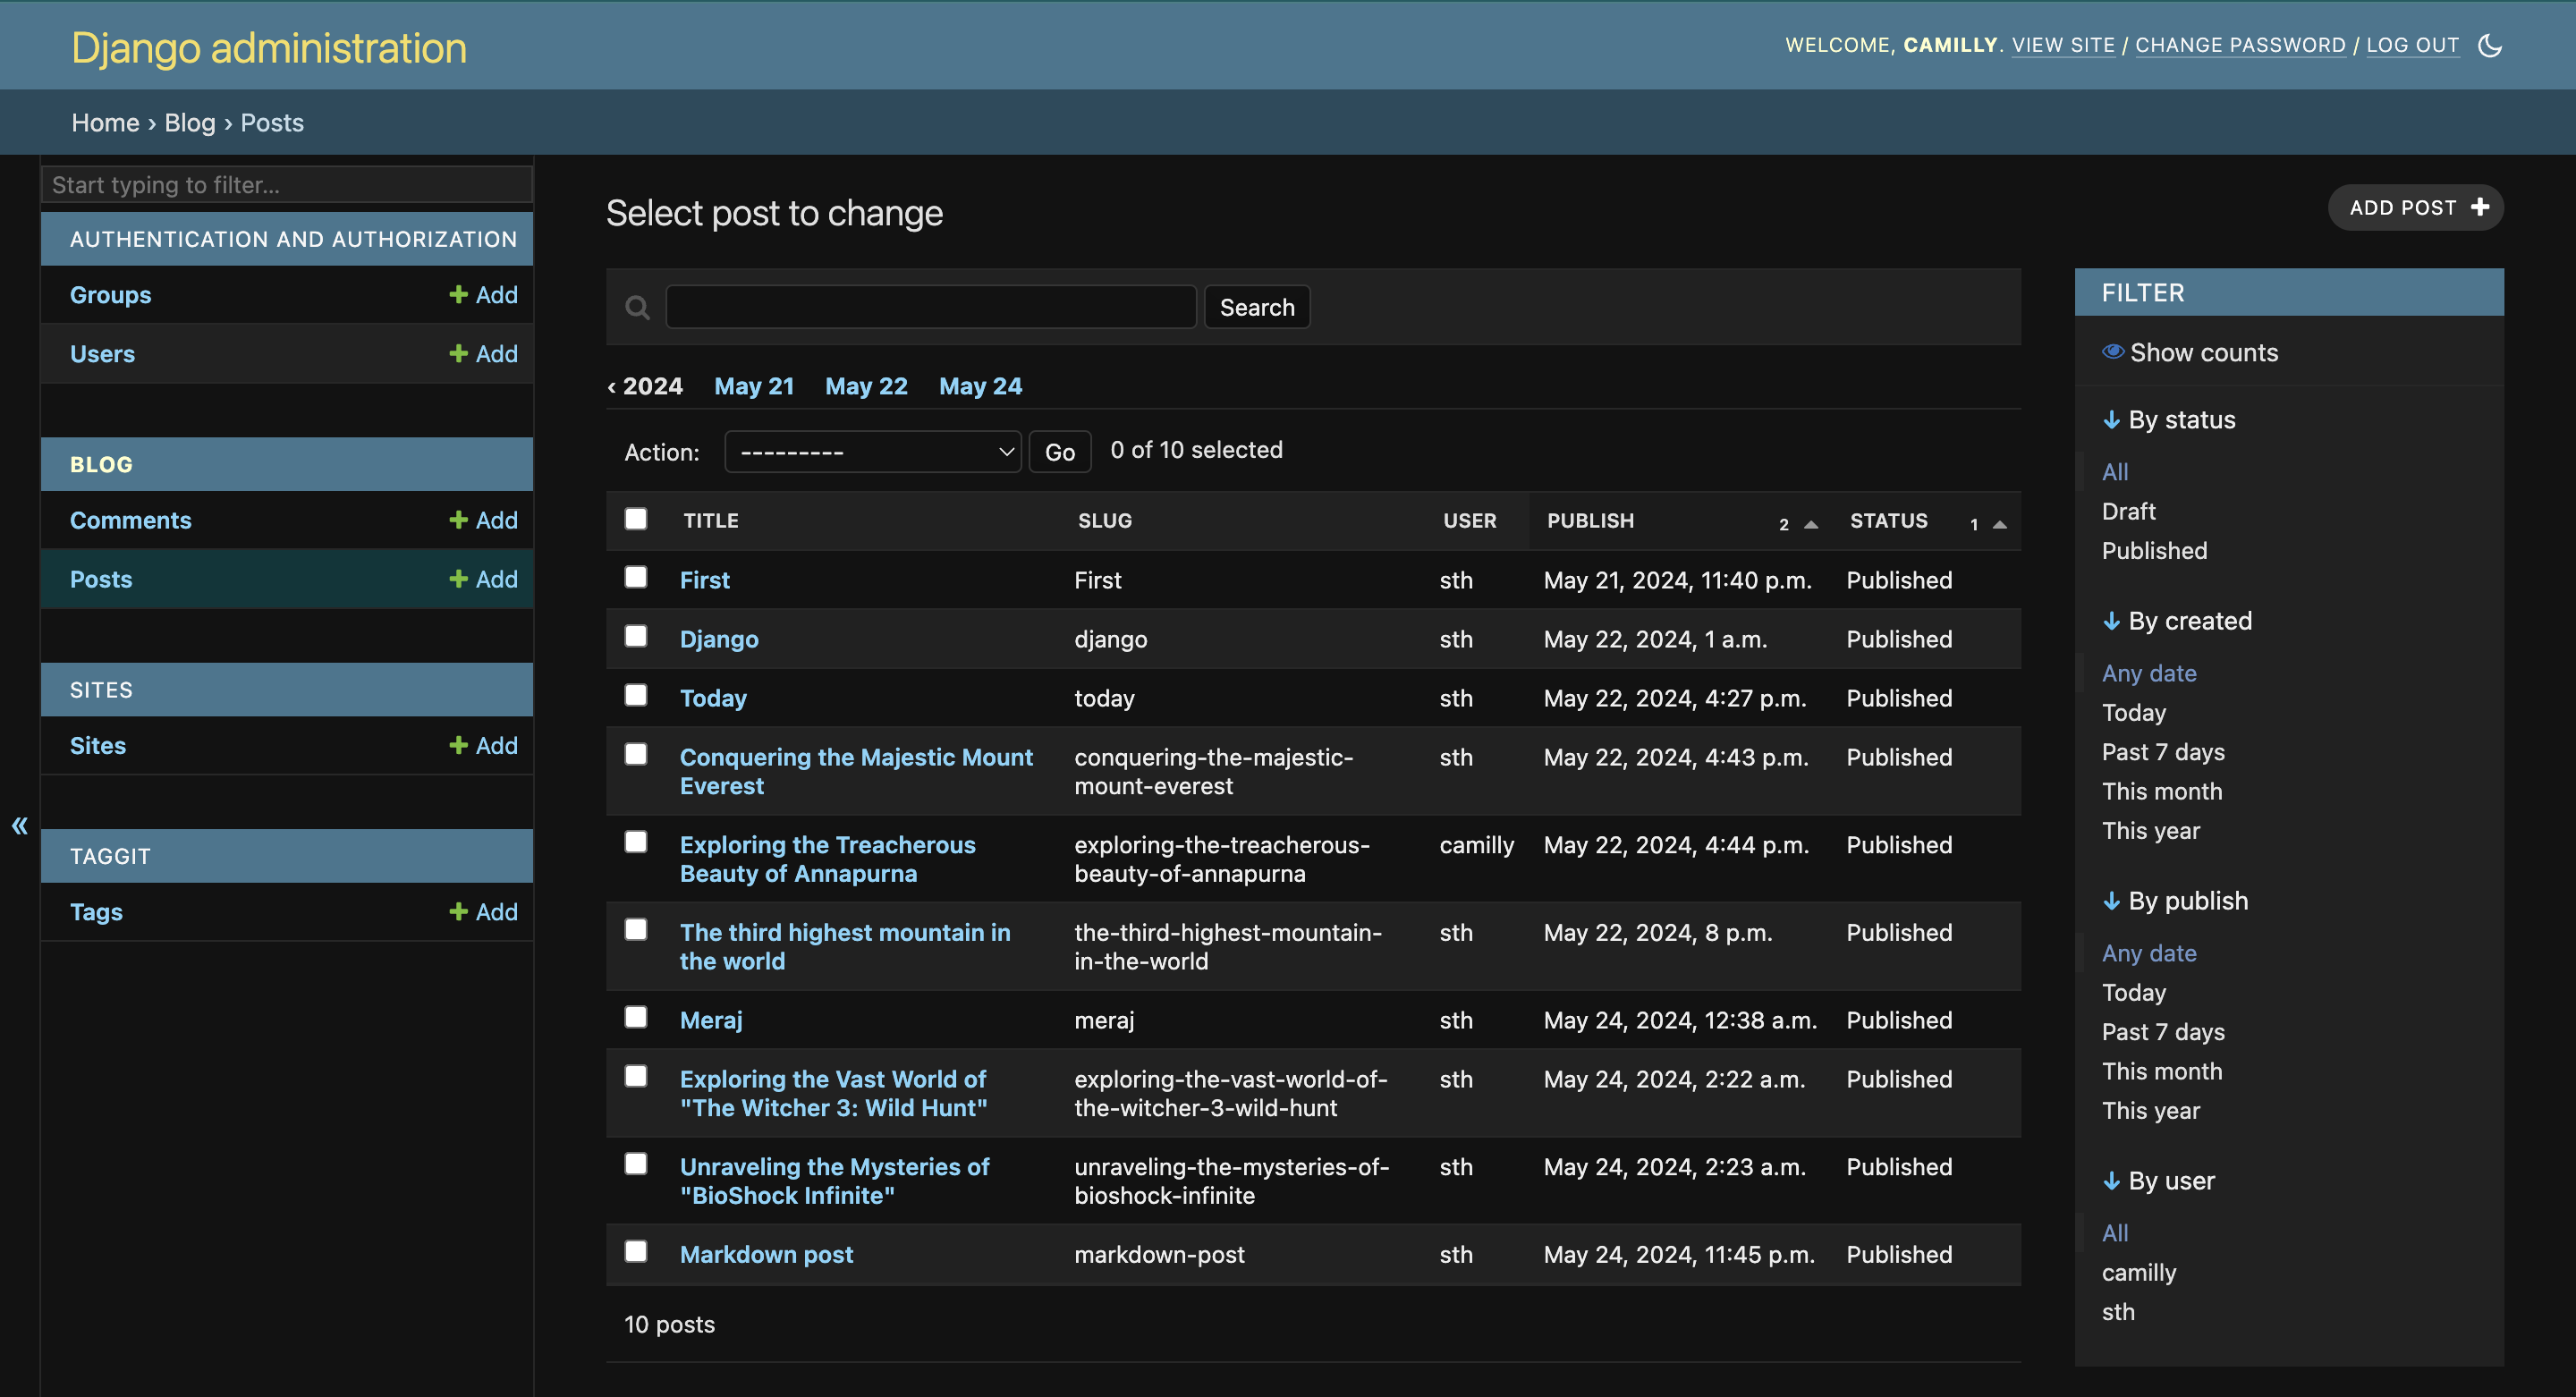 Django administration
WELCOME, CAMILLY. VIEW SITE / CHANGE PASSWORD / LOG OUT
Home › Blog › Posts
Start typing to filter...
AUTHENTICATION AND AUTHORIZATION
Groups + Add
Users + Add
BLOG
Comments + Add
Posts + Add
SITES
Sites + Add
TAGGIT
Tags + Add
«
Select post to change
ADD POST +
Search
‹ 2024 May 21 May 22 May 24
Action: --------- Go 0 of 10 selected
TITLE SLUG USER PUBLISH 2 STATUS 1
First First sth May 21, 2024, 11:40 p.m. Published
Django django sth May 22, 2024, 1 a.m. Published
Today today sth May 22, 2024, 4:27 p.m. Published
Conquering the Majestic Mount conquering-the-majestic- sth May 22, 2024, 4:43 p.m. Published
Everest mount-everest
Exploring the Treacherous exploring-the-treacherous- camilly May 22, 2024, 4:44 p.m. Published
Beauty of Annapurna beauty-of-annapurna
The third highest mountain in the-third-highest-mountain- sth May 22, 2024, 8 p.m. Published
the world in-the-world
Meraj meraj sth May 24, 2024, 12:38 a.m. Published
Exploring the Vast World of exploring-the-vast-world-of- sth May 24, 2024, 2:22 a.m. Published
"The Witcher 3: Wild Hunt" the-witcher-3-wild-hunt
Unraveling the Mysteries of unraveling-the-mysteries-of- sth May 24, 2024, 2:23 a.m. Published
"BioShock Infinite" bioshock-infinite
Markdown post markdown-post sth May 24, 2024, 11:45 p.m. Published
10 posts
FILTER
Show counts
↓ By status
All
Draft
Published
↓ By created
Any date
Today
Past 7 days
This month
This year
↓ By publish
Any date
Today
Past 7 days
This month
This year
↓ By user
All
camilly
sth